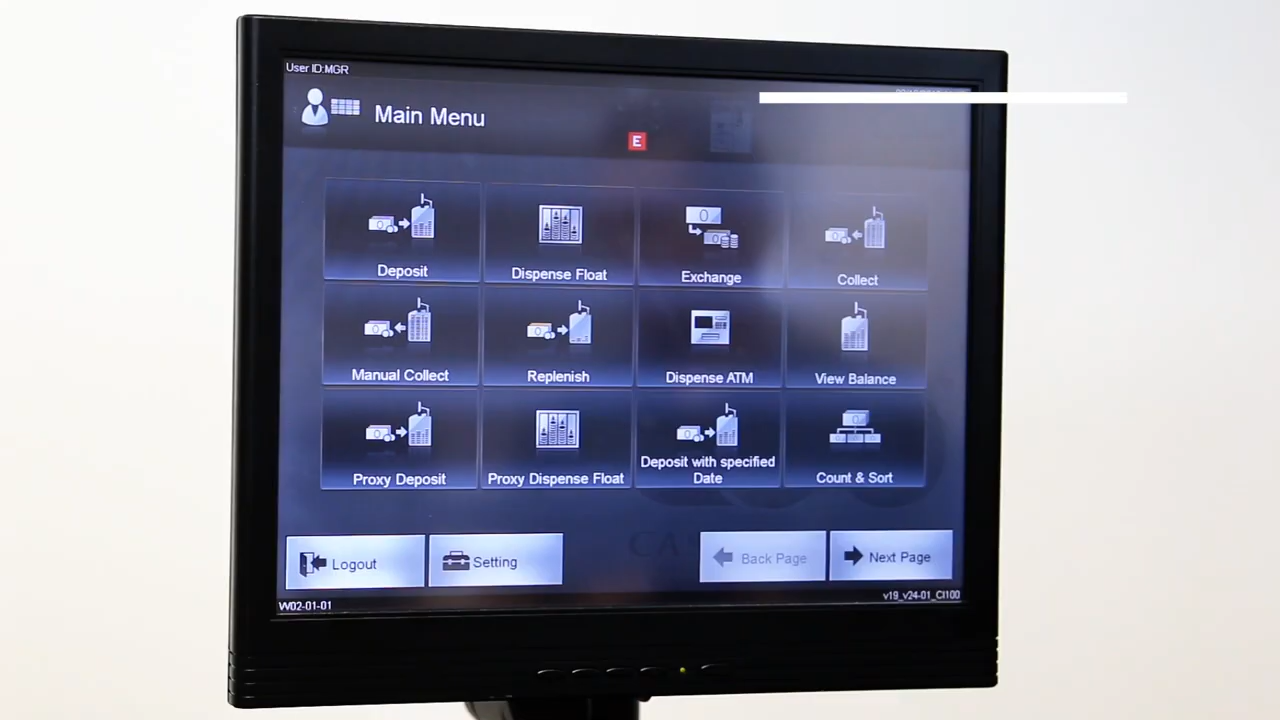 User ID:MGR
Main Menu
E
Deposit
Dispense Float
Exchange
Collect
Manual Collect
Replenish
Dispense ATM
View Balance
Proxy Deposit
Proxy Dispense Float
Deposit with specified
Date
Count & Sort
Logout
Setting
Back Page
Next Page
W02-01-01
v19_v24-01_CI100